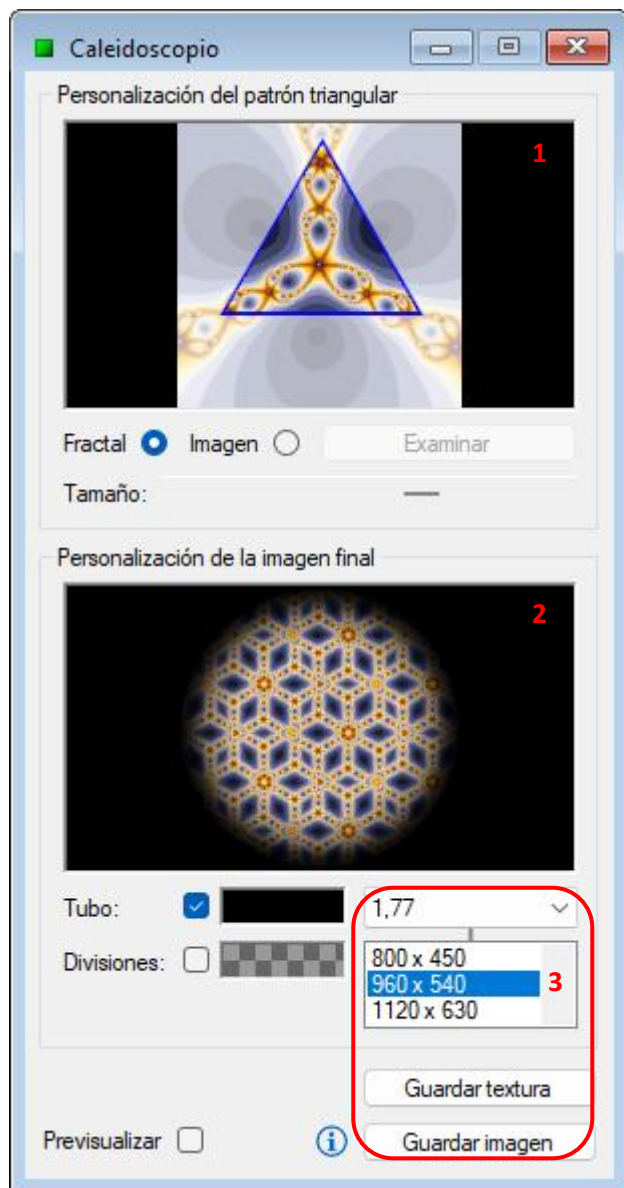 Caleidoscopio
Personalización del patrón triangular
1
Fractal Imagen Examinar
Tamaño:
Personalización de la imagen final
2
Tubo: 1,77
Divisiones: 800 x 450
960 x 540 3
1120 x 630
Guardar textura
Previsualizar i Guardar imagen